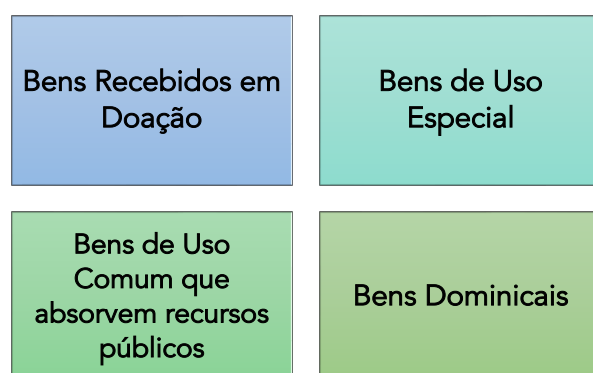 Bens Recebidos em
Doação
Bens de Uso
Especial
Bens de Uso
Comum que
absorvem recursos
públicos
Bens Dominicais